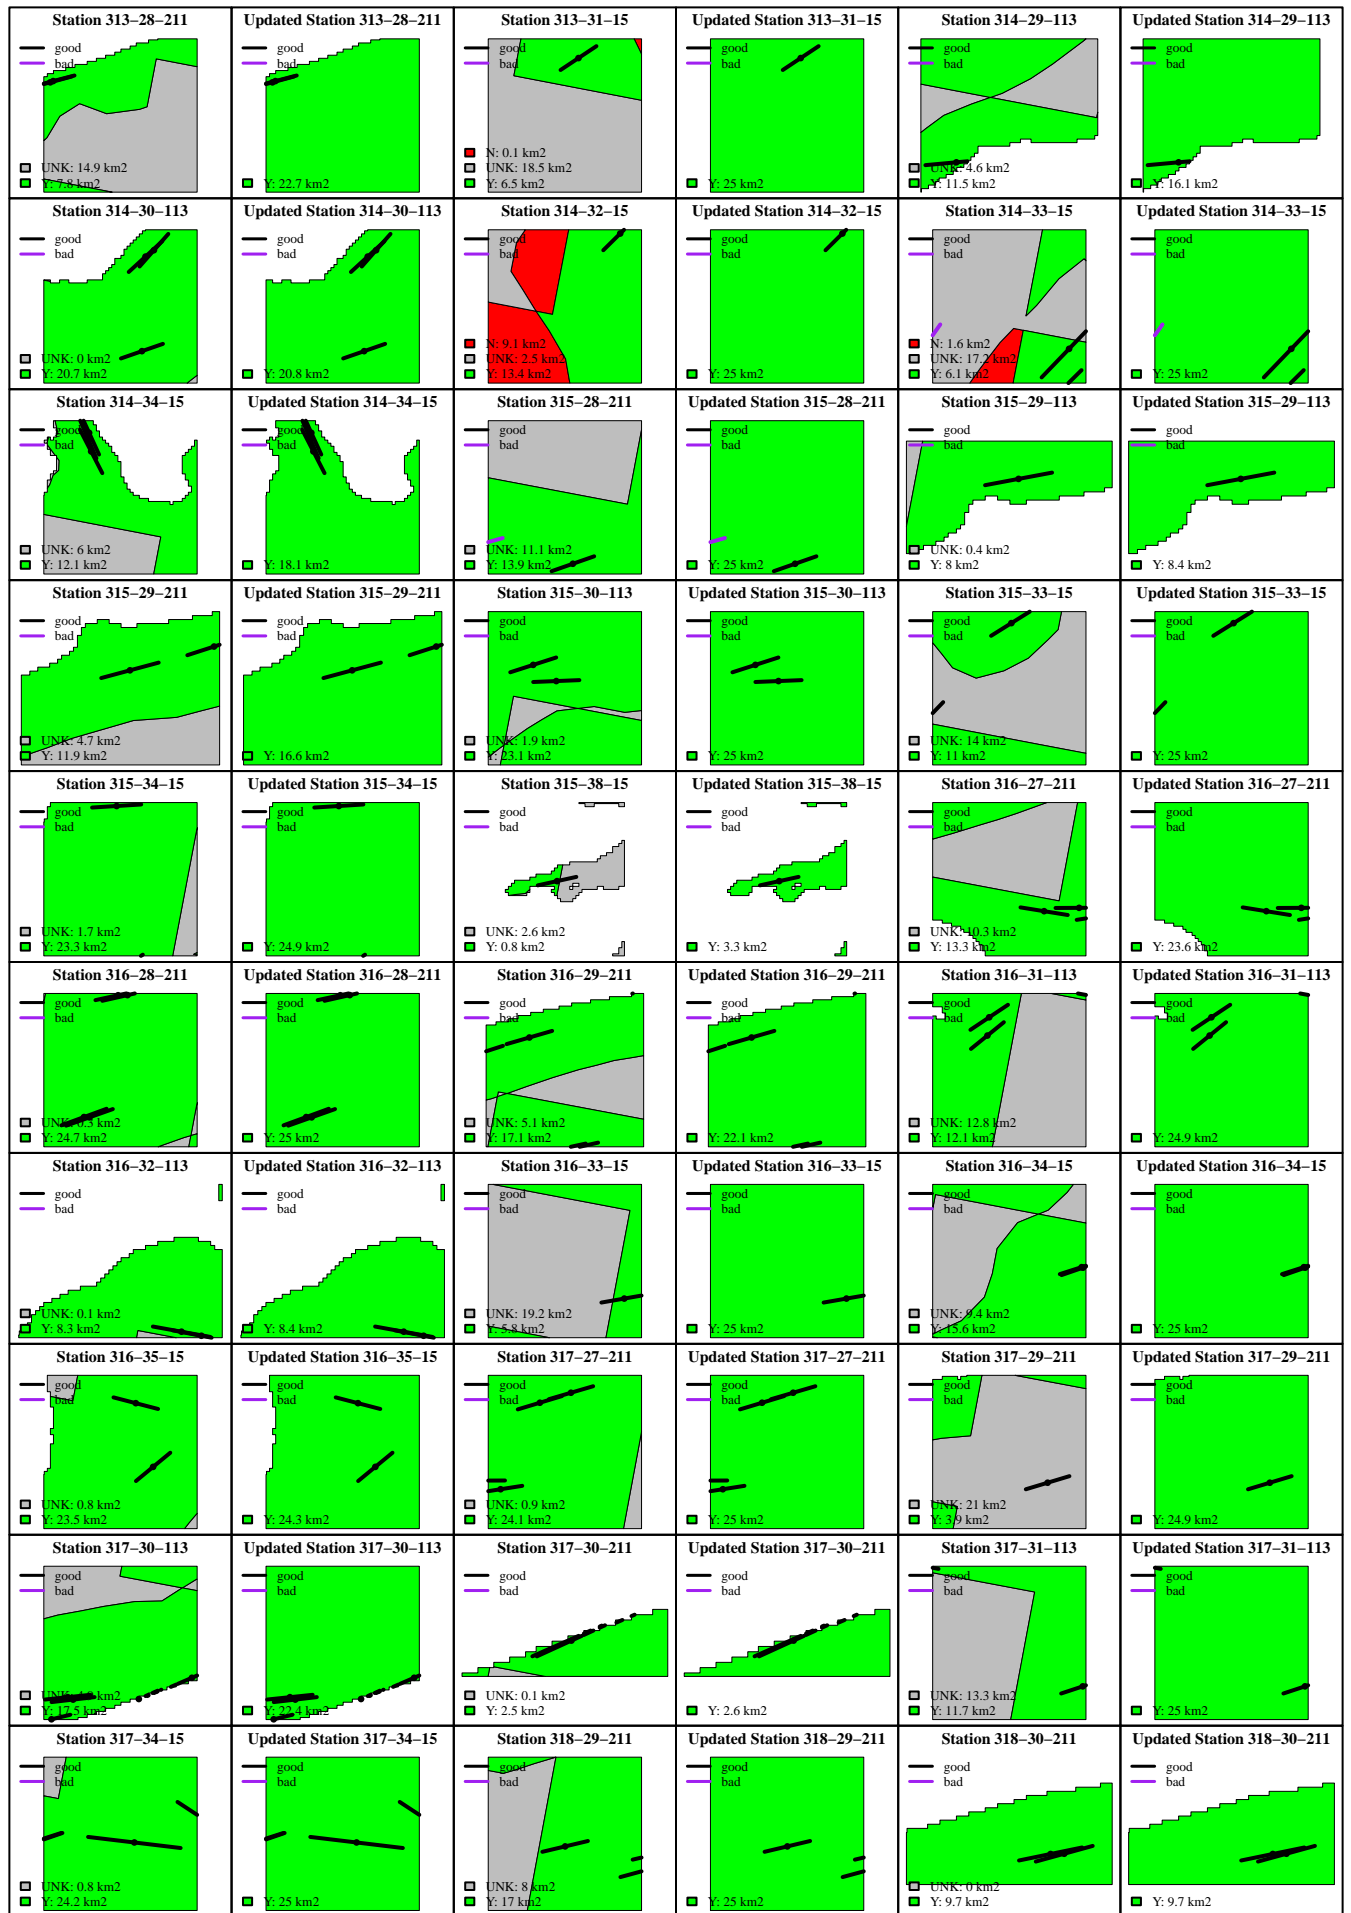 Station 313−28−211
good
bad
UNK: 14.9 km2
Y: 7.8 km2
Updated Station 313−28−211
good
bad
Y: 22.7 km2
Station 313−31−15
good
bad
N: 0.1 km2
UNK: 18.5 km2
Y: 6.5 km2
Updated Station 313−31−15
good
bad
Y: 25 km2
Station 314−29−113
good
bad
UNK: 4.6 km2
Y: 11.5 km2
Updated Station 314−29−113
good
bad
Y: 16.1 km2
Station 314−30−113
good
bad
UNK: 0 km2
Y: 20.7 km2
Updated Station 314−30−113
good
bad
Y: 20.8 km2
Station 314−32−15
good
bad
N: 9.1 km2
UNK: 2.5 km2
Y: 13.4 km2
Updated Station 314−32−15
good
bad
Y: 25 km2
Station 314−33−15
good
bad
N: 1.6 km2
UNK: 17.2 km2
Y: 6.1 km2
Updated Station 314−33−15
good
bad
Y: 25 km2
Station 314−34−15
good
bad
UNK: 6 km2
Y: 12.1 km2
Updated Station 314−34−15
good
bad
Y: 18.1 km2
Station 315−28−211
good
bad
UNK: 11.1 km2
Y: 13.9 km2
Updated Station 315−28−211
good
bad
Y: 25 km2
Station 315−29−113
good
bad
UNK: 0.4 km2
Y: 8 km2
Updated Station 315−29−113
good
bad
Y: 8.4 km2
Station 315−29−211
good
bad
UNK: 4.7 km2
Y: 11.9 km2
Updated Station 315−29−211
good
bad
Y: 16.6 km2
Station 315−30−113
good
bad
UNK: 1.9 km2
Y: 23.1 km2
Updated Station 315−30−113
good
bad
Y: 25 km2
Station 315−33−15
good
bad
UNK: 14 km2
Y: 11 km2
Updated Station 315−33−15
good
bad
Y: 25 km2
Station 315−34−15
good
bad
UNK: 1.7 km2
Y: 23.3 km2
Updated Station 315−34−15
good
bad
Y: 24.9 km2
Station 315−38−15
good
bad
UNK: 2.6 km2
Y: 0.8 km2
Updated Station 315−38−15
good
bad
Y: 3.3 km2
Station 316−27−211
good
bad
UNK: 10.3 km2
Y: 13.3 km2
Updated Station 316−27−211
good
bad
Y: 23.6 km2
Station 316−28−211
good
bad
UNK: 0.3 km2
Y: 24.7 km2
Updated Station 316−28−211
good
bad
Y: 25 km2
Station 316−29−211
good
bad
UNK: 5.1 km2
Y: 17.1 km2
Updated Station 316−29−211
good
bad
Y: 22.1 km2
Station 316−31−113
good
bad
UNK: 12.8 km2
Y: 12.1 km2
Updated Station 316−31−113
good
bad
Y: 24.9 km2
Station 316−32−113
good
bad
UNK: 0.1 km2
Y: 8.3 km2
Updated Station 316−32−113
good
bad
Y: 8.4 km2
Station 316−33−15
good
bad
UNK: 19.2 km2
Y: 5.8 km2
Updated Station 316−33−15
good
bad
Y: 25 km2
Station 316−34−15
good
bad
UNK: 9.4 km2
Y: 15.6 km2
Updated Station 316−34−15
good
bad
Y: 25 km2
Station 316−35−15
good
bad
UNK: 0.8 km2
Y: 23.5 km2
Updated Station 316−35−15
good
bad
Y: 24.3 km2
Station 317−27−211
good
bad
UNK: 0.9 km2
Y: 24.1 km2
Updated Station 317−27−211
good
bad
Y: 25 km2
Station 317−29−211
good
bad
UNK: 21 km2
Y: 3.9 km2
Updated Station 317−29−211
good
bad
Y: 24.9 km2
Station 317−30−113
good
bad
km2
Y: 17.5 km2
Updated Station 317−30−113
good
bad
Y: 22.4 km2
Station 317−30−211
good
bad
UNK: 0.1 km2
Y: 2.5 km2
Updated Station 317−30−211
good
bad
Y: 2.6 km2
Station 317−31−113
good
bad
UNK: 13.3 km2
Y: 11.7 km2
Updated Station 317−31−113
good
bad
Y: 25 km2
Station 317−34−15
good
bad
UNK: 0.8 km2
Y: 24.2 km2
Updated Station 317−34−15
good
bad
Y: 25 km2
Station 318−29−211
good
bad
UNK: 8 km2
Y: 17 km2
Updated Station 318−29−211
good
bad
Y: 25 km2
Station 318−30−211
good
bad
UNK: 0 km2
Y: 9.7 km2
Updated Station 318−30−211
good
bad
Y: 9.7 km2